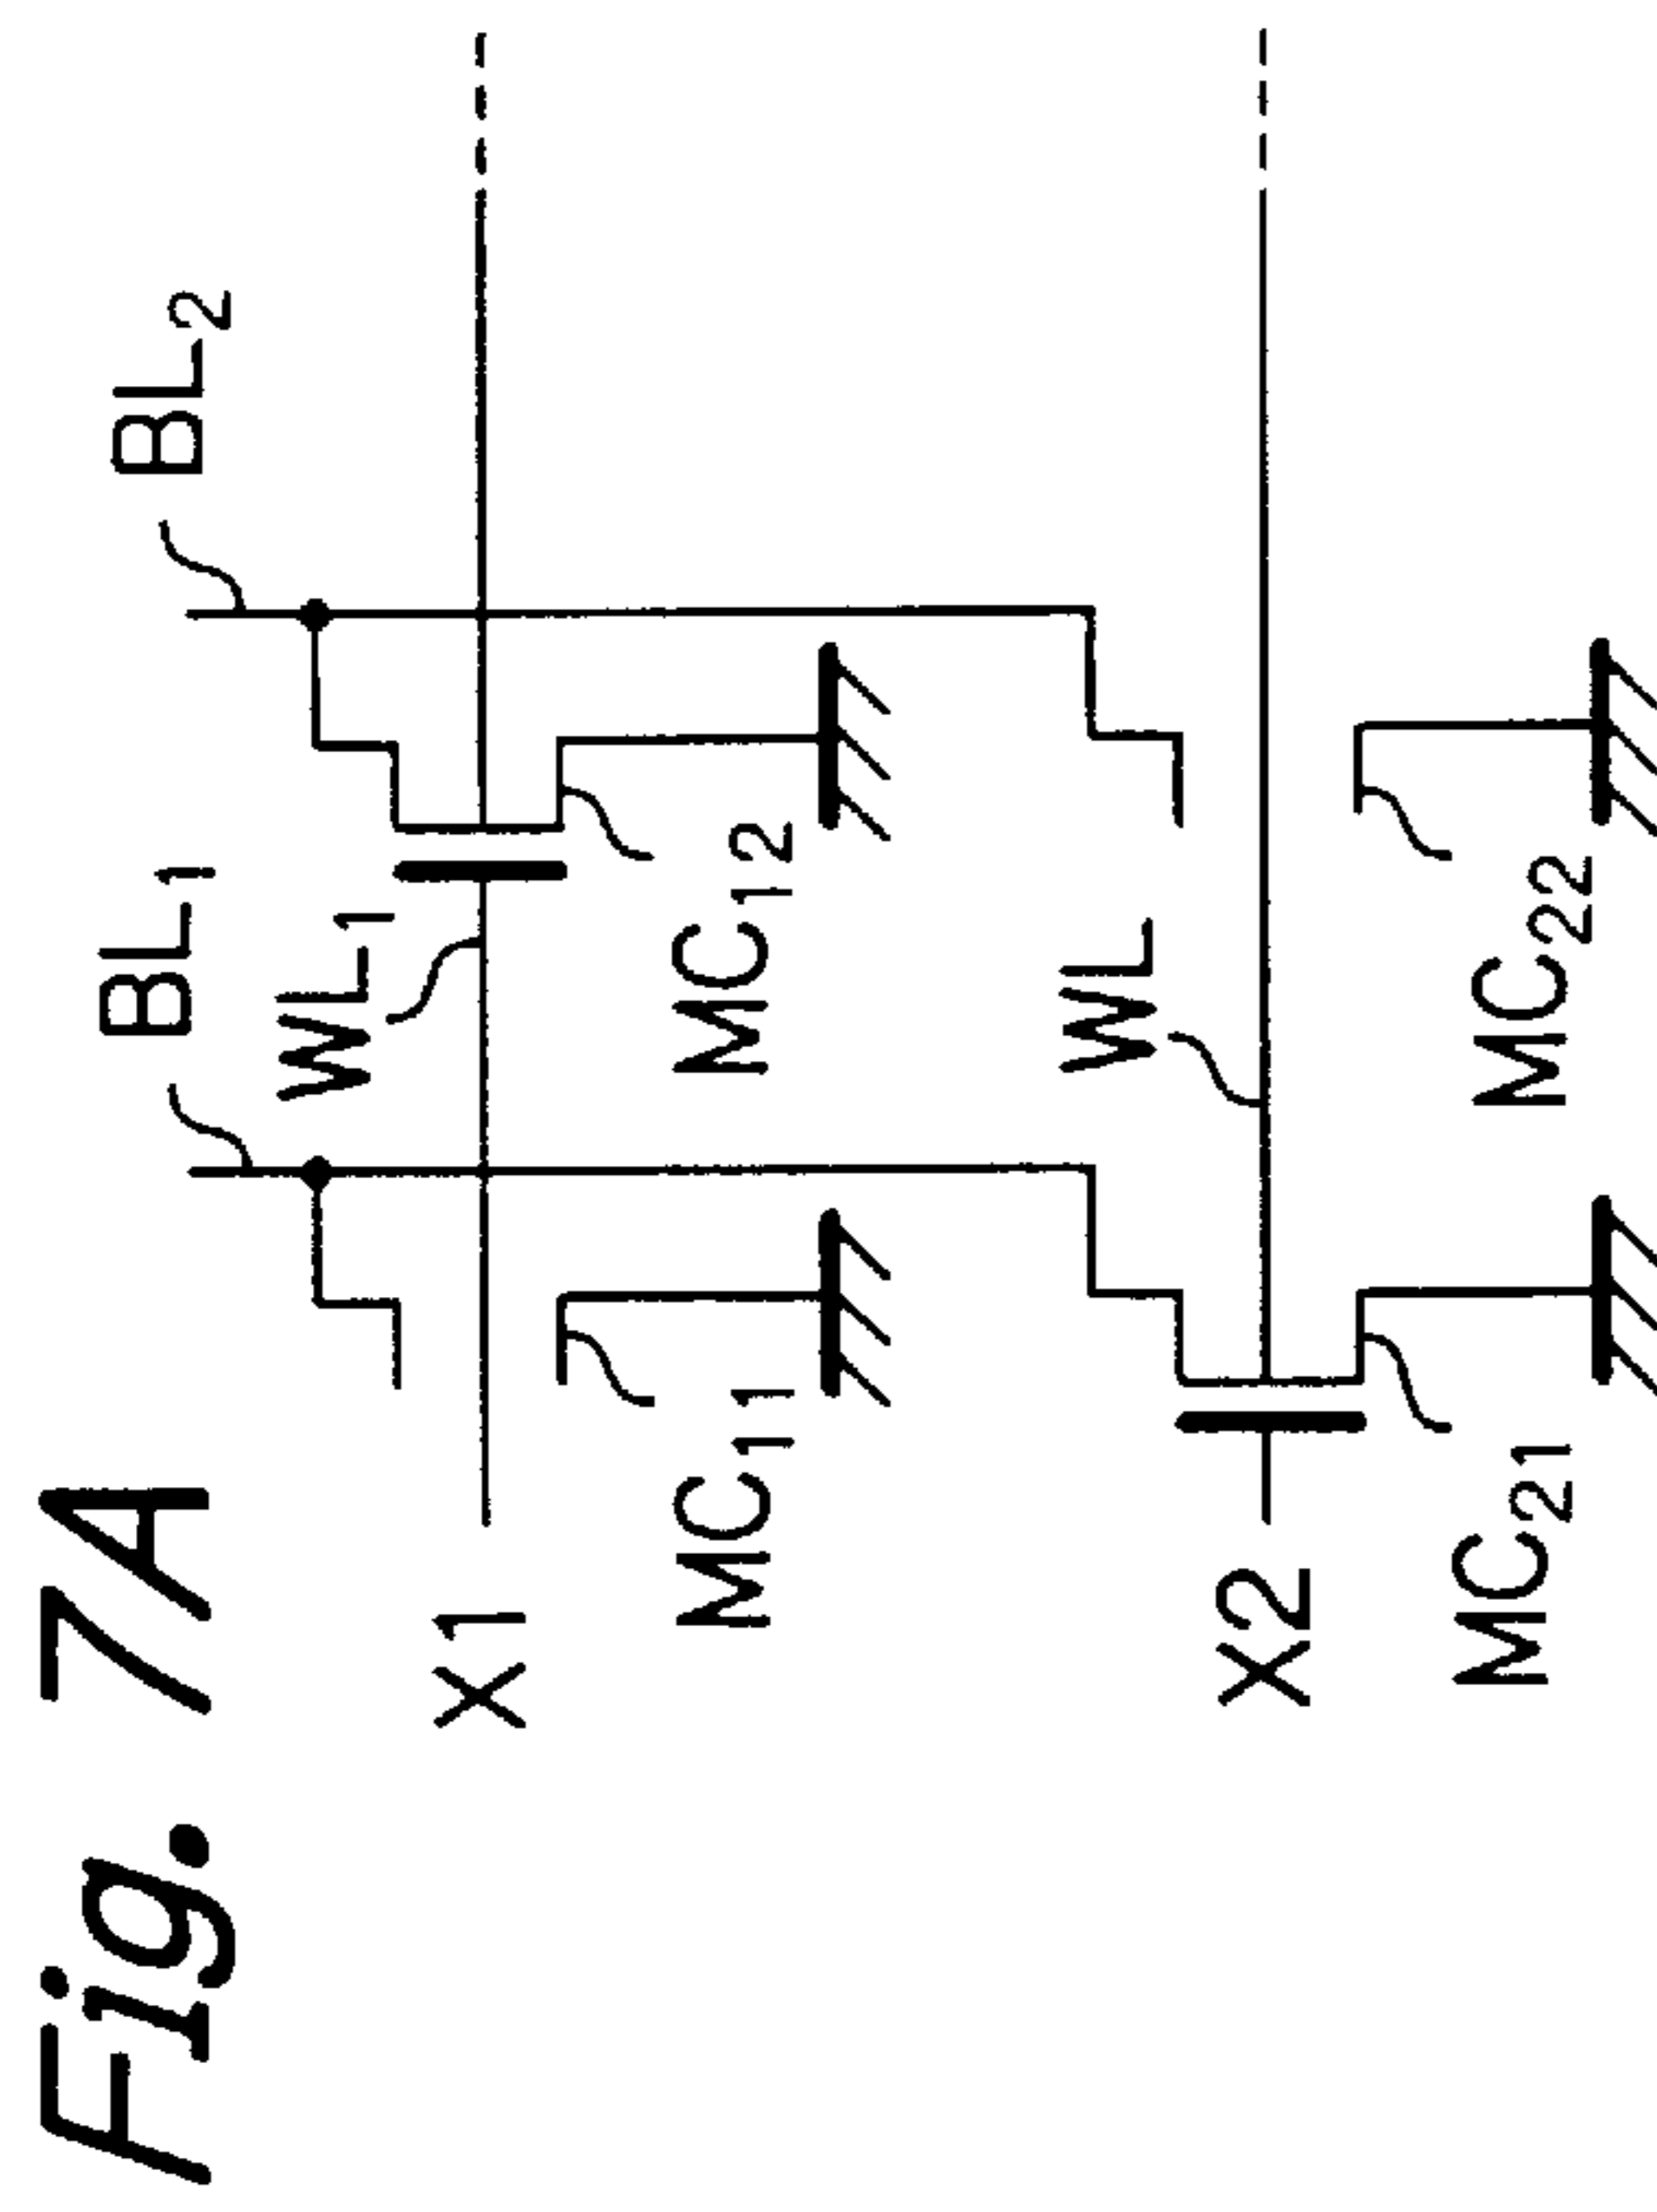 Fig. 7A
BL₁
BL₂
WL₁
X1
MC₁₁
MC₁₂
WL
X2
MC₂₁
MC₂₂